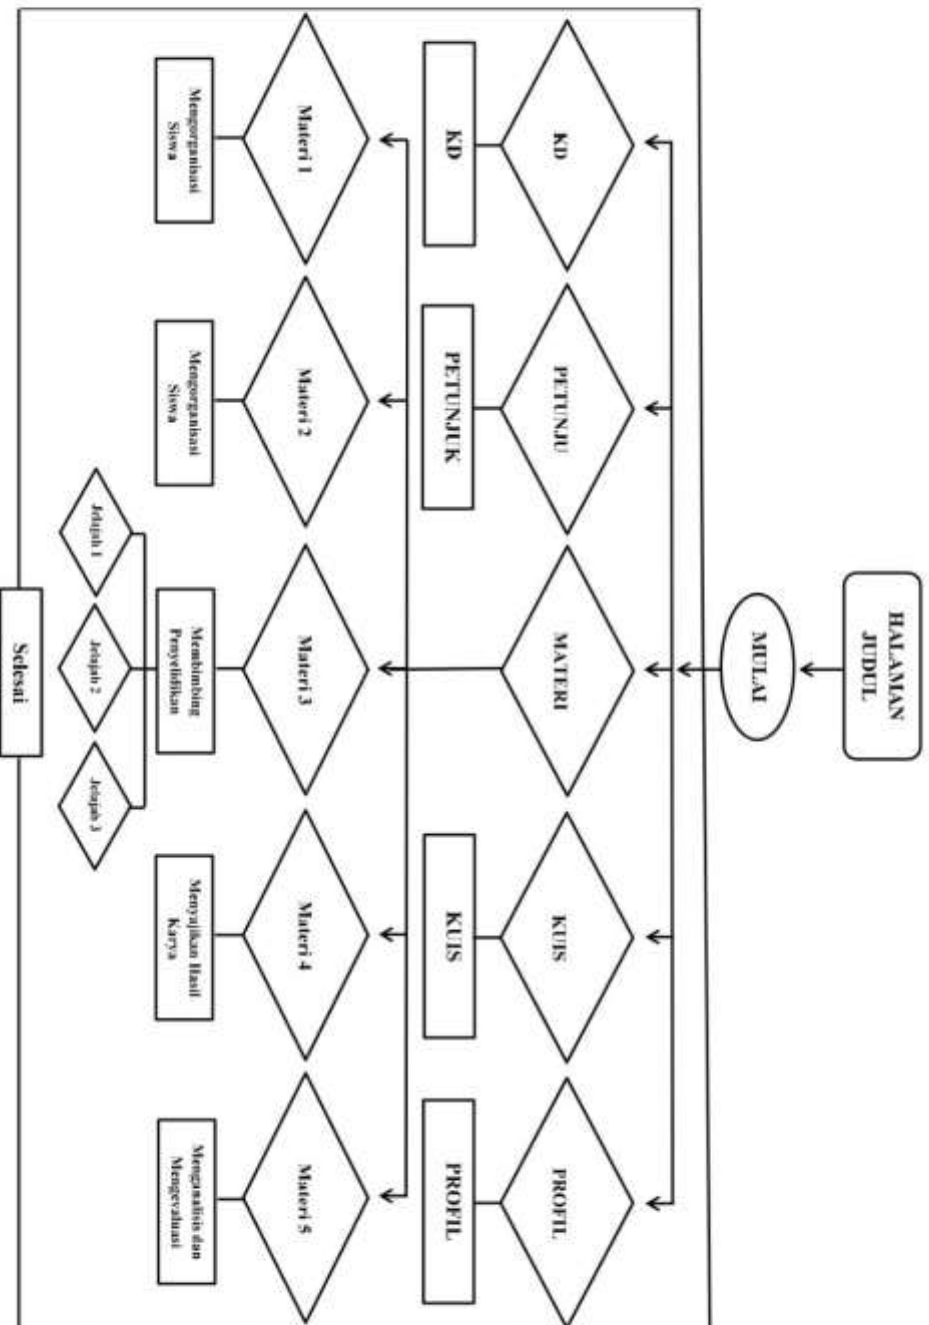 HALAMAN
JUDUL
MULAI
KD
PETUNJU
MATERI
KUIS
PROFIL
KD
PETUNJUK
KUIS
PROFIL
Materi 1
Materi 2
Materi 3
Materi 4
Materi 5
Mengorganisasi
Siswa
Mengorganisasi
Siswa
Membimbing
Penyelidikan
Menyajikan Hasil
Karya
Menganalisis dan
Mengevaluasi
Jelajah 1
Jelajah 2
Jelajah 3
Selesai